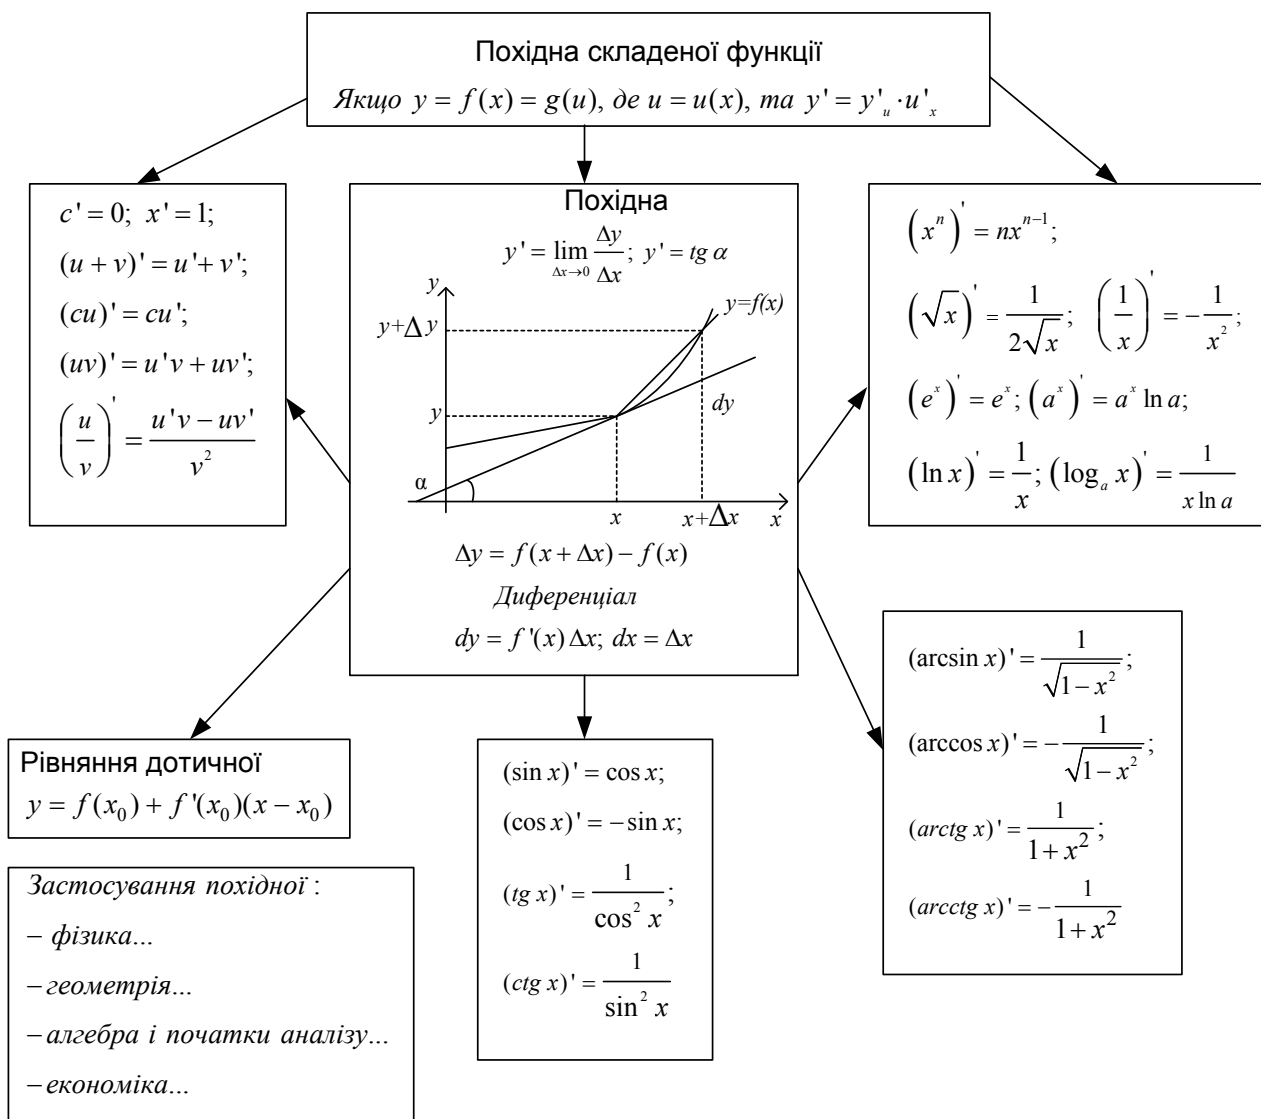 Похідна складеної функції
Якщо y = f(x) = g(u), де u = u(x), та y' = y'ᵤ · u'ₓ
c' = 0; x' = 1;
(u + v)' = u' + v';
(cu)' = cu';
(uv)' = u'v + uv';
(u/v)' = (u'v − uv')/v²
Похідна
y' = lim Δx→0 Δy/Δx; y' = tg α
y
y=f(x)
y+Δy
dy
y
α
x x+Δx x
Δy = f(x + Δx) − f(x)
Диференціал
dy = f'(x) Δx; dx = Δx
(xⁿ)' = nxⁿ⁻¹;
(√x)' = 1/(2√x); (1/x)' = −1/x²;
(eˣ)' = eˣ; (aˣ)' = aˣ ln a;
(ln x)' = 1/x; (logₐ x)' = 1/(x ln a)
Рівняння дотичної
y = f(x₀) + f'(x₀)(x − x₀)
Застосування похідної :
– фізика...
– геометрія...
– алгебра і початки аналізу...
– економіка...
(sin x)' = cos x;
(cos x)' = − sin x;
(tg x)' = 1/cos² x;
(ctg x)' = 1/sin² x
(arcsin x)' = 1/√(1 − x²);
(arccos x)' = −1/√(1 − x²);
(arctg x)' = 1/(1 + x²);
(arcctg x)' = −1/(1 + x²)